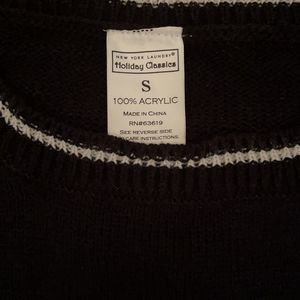 NEW YORK LAUNDRY®
Holiday Classics
S
100% ACRYLIC
MADE IN CHINA
RN#63619
SEE REVERSE SIDE
CARE INSTRUCTIONS.